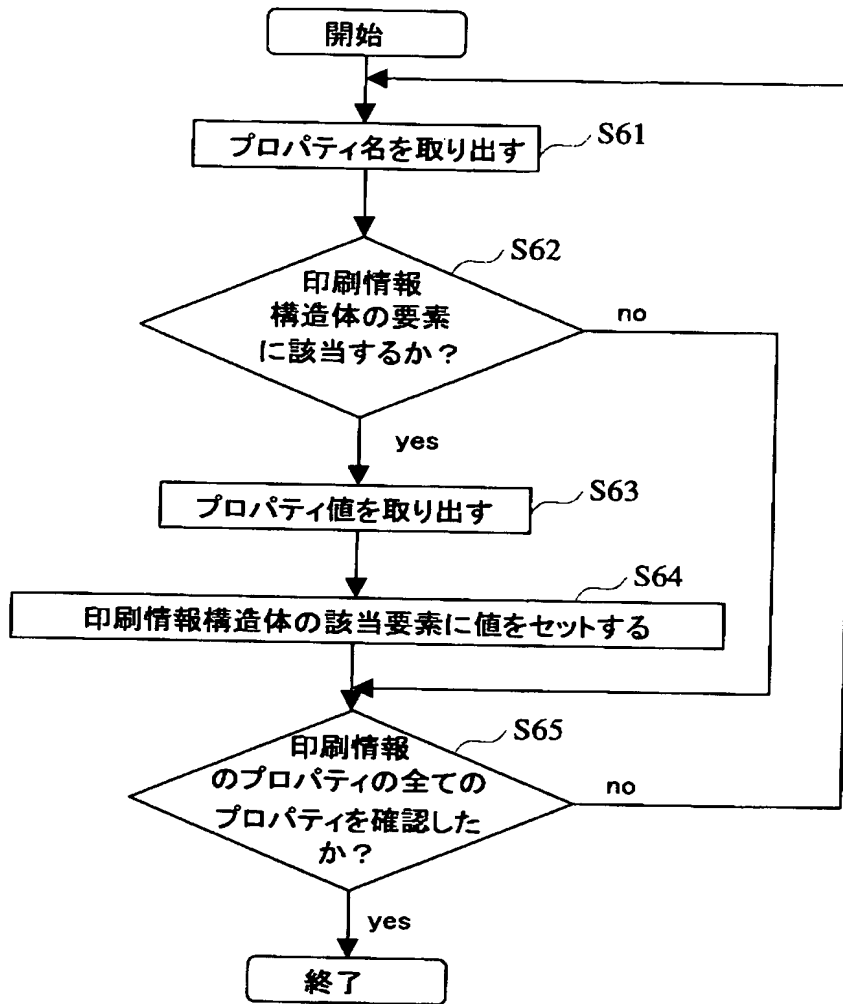 開始
プロパティ名を取り出す
S61
S62
印刷情報
構造体の要素
に該当するか？
no
yes
S63
プロパティ値を取り出す
S64
印刷情報構造体の該当要素に値をセットする
S65
印刷情報
のプロパティの全ての
プロパティを確認した
か？
no
yes
終了